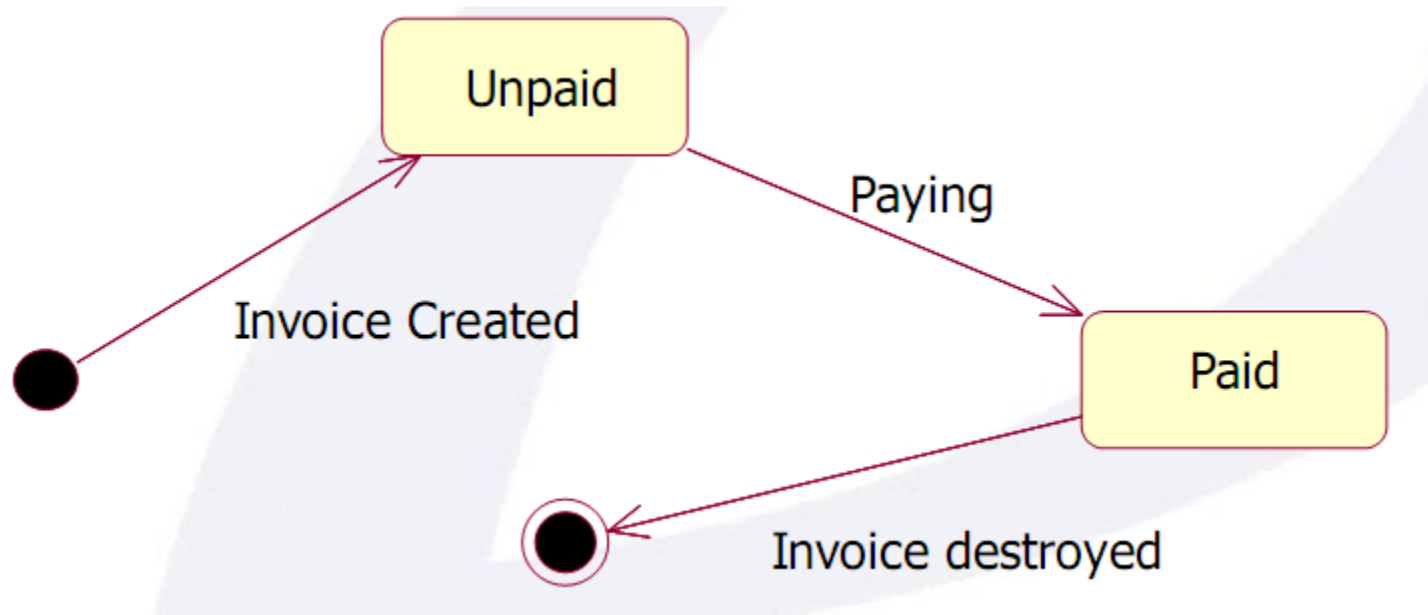 Unpaid
Paying
Invoice Created
Paid
Invoice destroyed